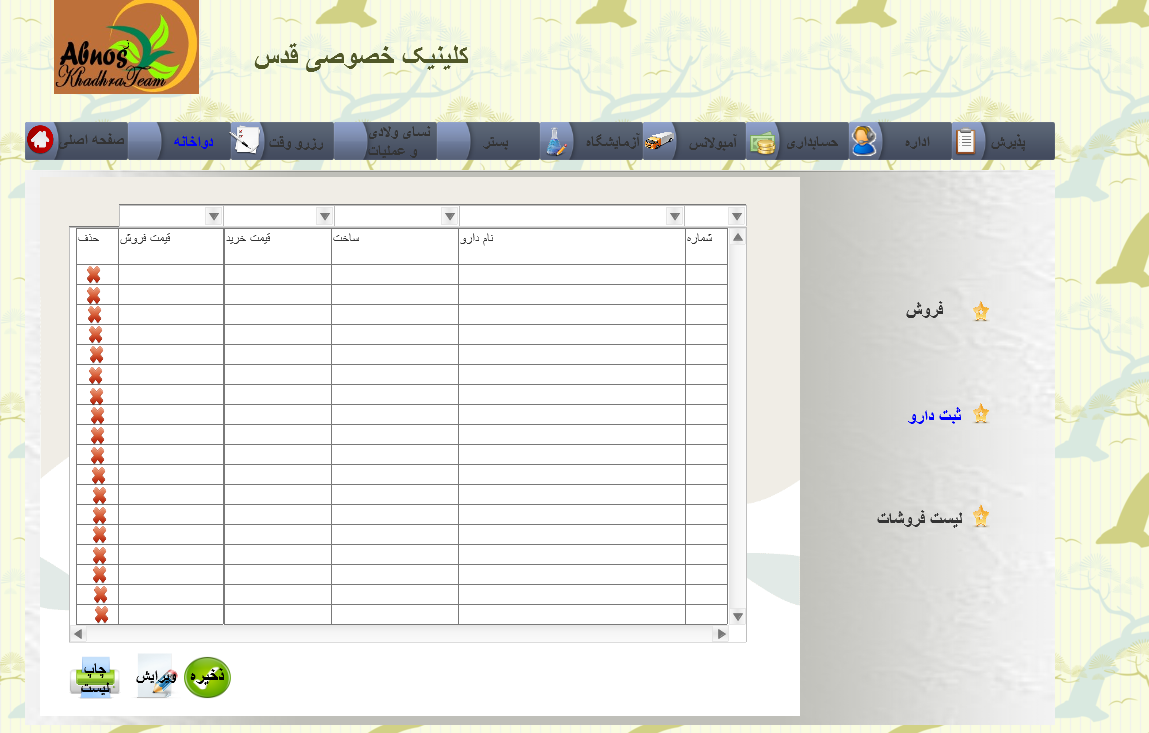 Abnos
KhadhraTeam
کلینیک خصوصی قدس
پذیرش
اداره
حسابداری
آمبولانس
آزمایشگاه
بستر
نسای ولادی
و عملیات
رزرو وقت
دواخانه
صفحه اصلی
شماره
نام دارو
ساخت
قیمت خرید
قیمت فروش
حذف
فروش
ثبت دارو
لیست فروشات
ذخیره
ویرایش
چاپ
لیست